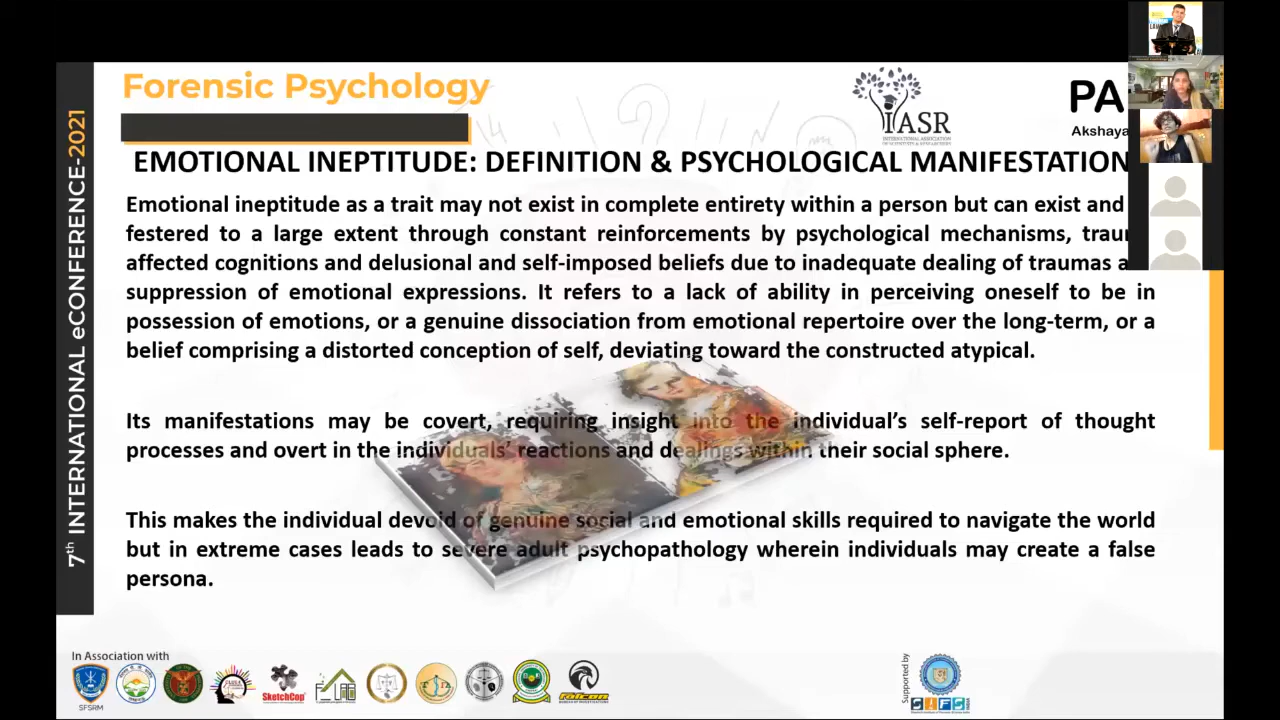 Forensic Psychology
IASR
INTERNATIONAL ASSOCIATION
OF SCIENTISTS & RESEARCHERS
PA
Akshaya
7th INTERNATIONAL eCONFERENCE-2021
EMOTIONAL INEPTITUDE: DEFINITION & PSYCHOLOGICAL MANIFESTATION
Emotional ineptitude as a trait may not exist in complete entirety within a person but can exist and
festered to a large extent through constant reinforcements by psychological mechanisms,
affected cognitions and delusional and self-imposed beliefs due to inadequate dealing of traumas
suppression of emotional expressions. It refers to a lack of ability in perceiving oneself to be in
possession of emotions, or a genuine dissociation from emotional repertoire over the long-term, or a
belief comprising a distorted conception of self, deviating toward the constructed atypical.
Its manifestations may be covert, requiring insight into the individual’s self-report of thought
processes and overt in the individuals’ reactions and dealings within their social sphere.
This makes the individual devoid of genuine social and emotional skills required to navigate the world
but in extreme cases leads to severe adult psychopathology wherein individuals may create a false
persona.
In Association with
SFSRM
SketchCop
falcon
Supported by
SIFS